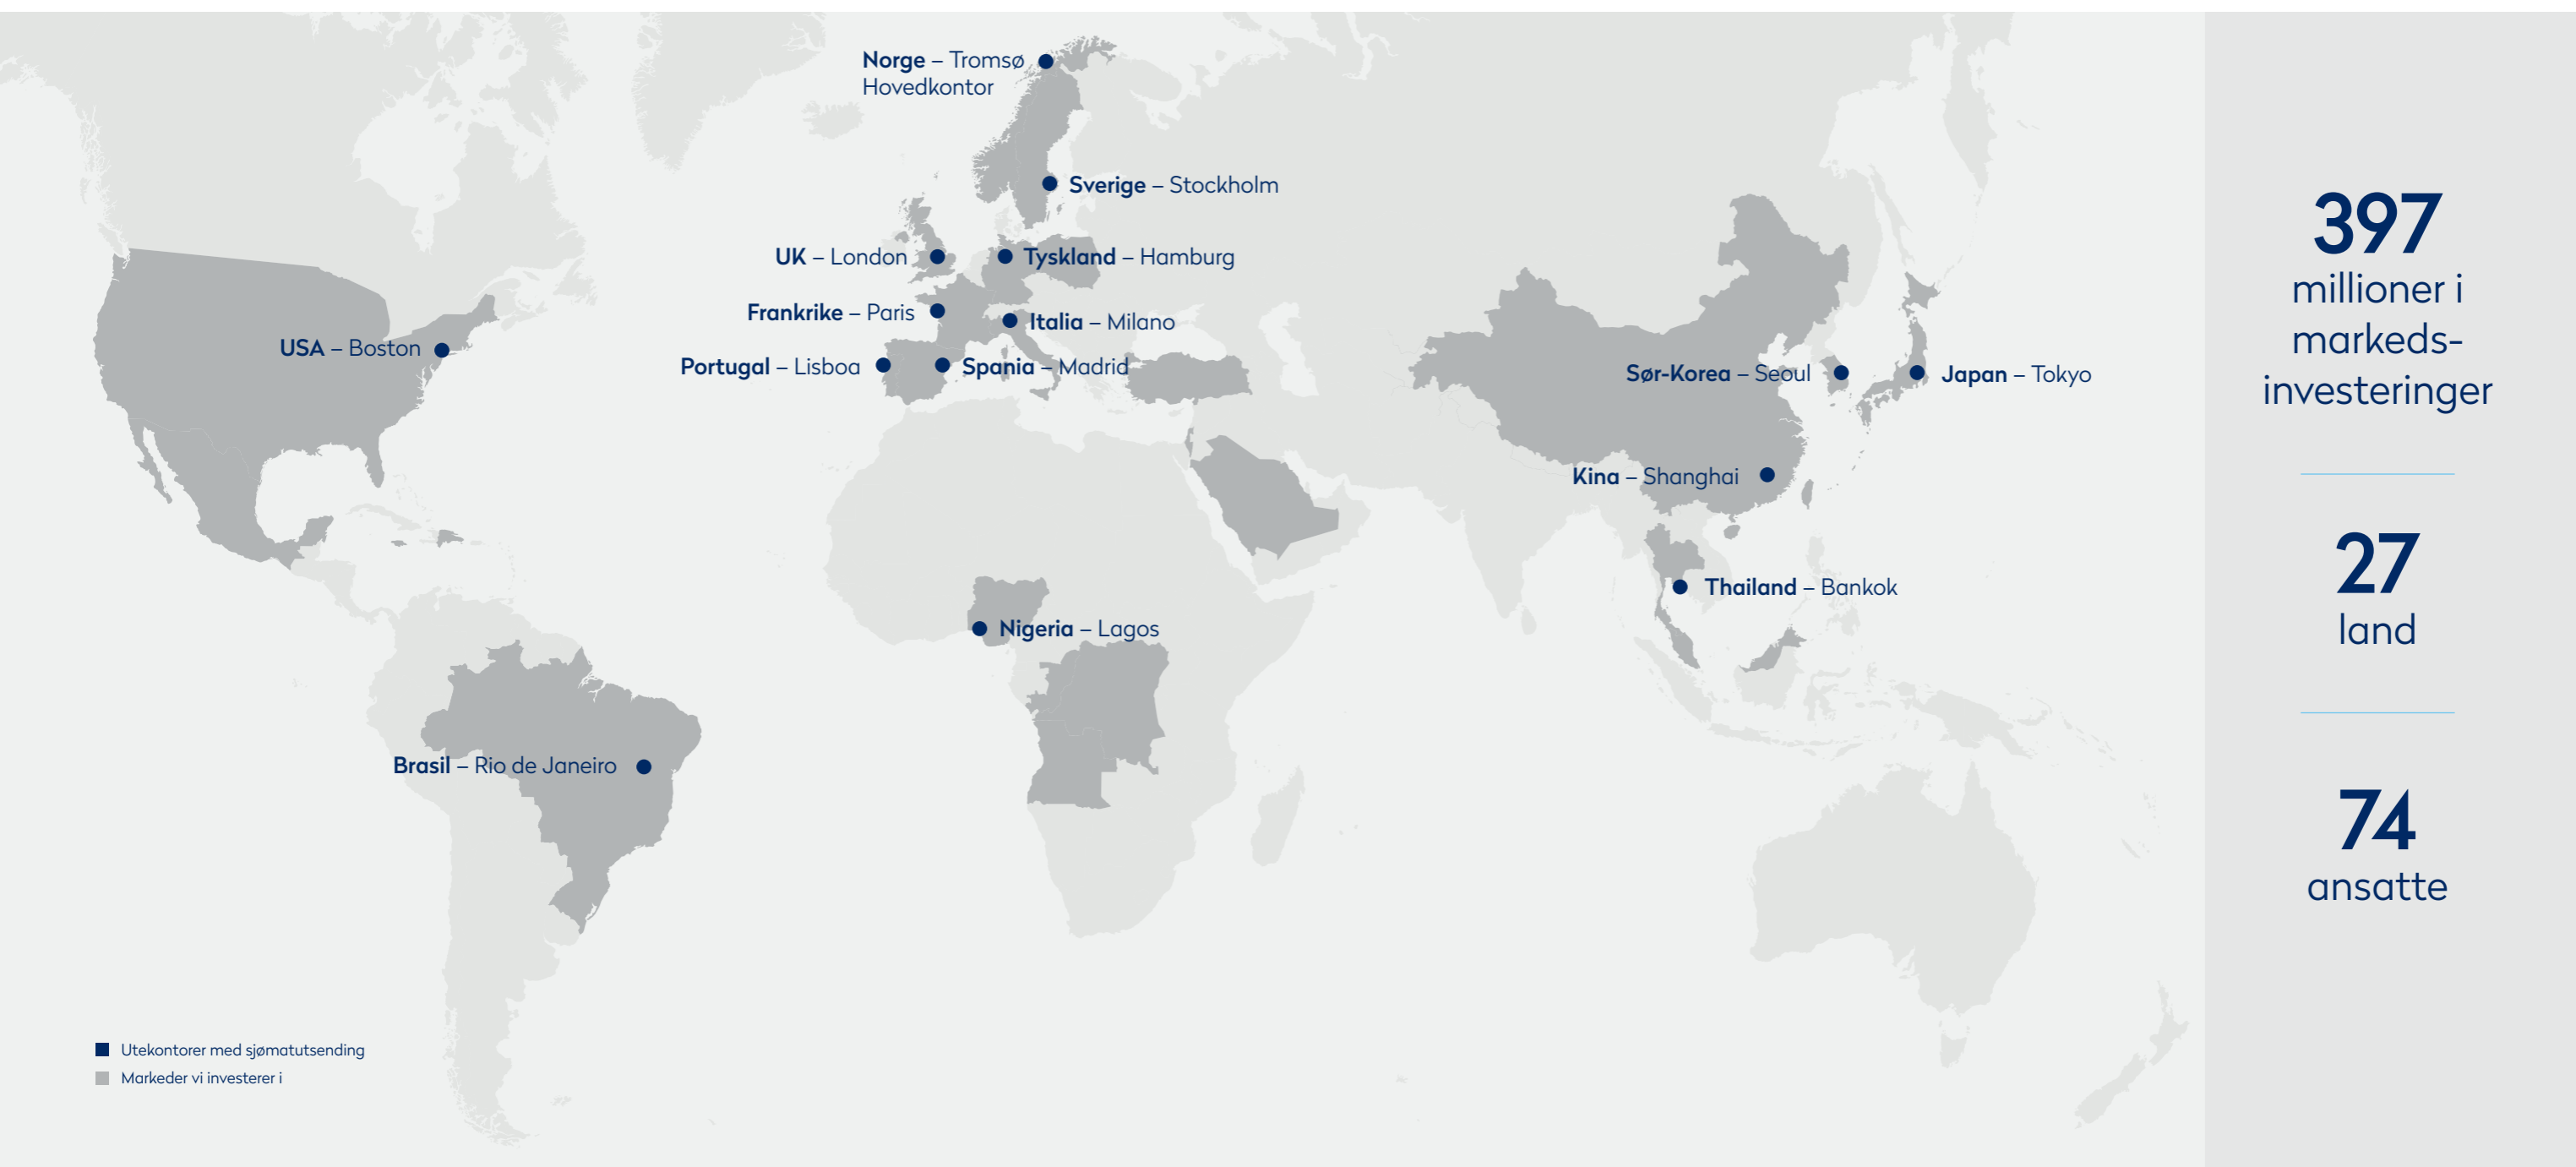 Norge – Tromsø
Hovedkontor
Sverige – Stockholm
UK – London
Tyskland – Hamburg
Frankrike – Paris
Italia – Milano
USA – Boston
Portugal – Lisboa
Spania – Madrid
Sør-Korea – Seoul
Japan – Tokyo
Kina – Shanghai
Thailand – Bankok
Nigeria – Lagos
Brasil – Rio de Janeiro
Utekontorer med sjømatutsending
Markeder vi investerer i
397
millioner i
markeds-
investeringer
27
land
74
ansatte